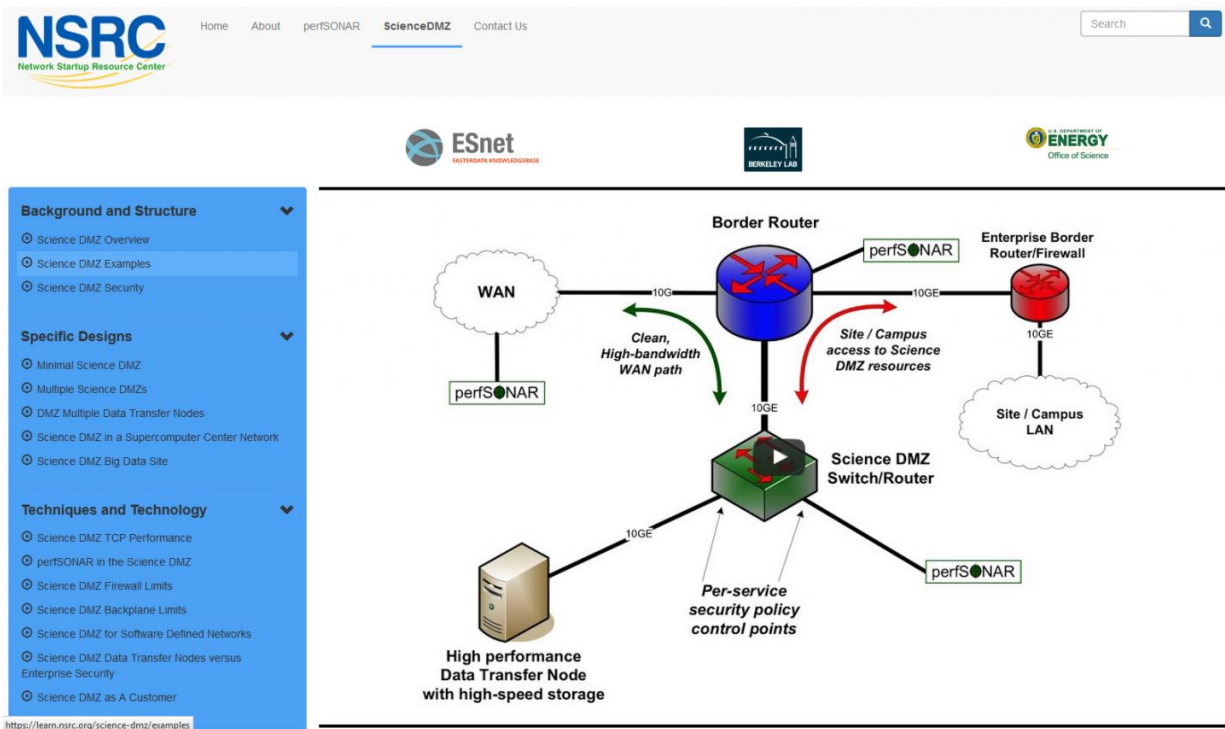 NSRC
Network Startup Resource Center
Home About perfSONAR ScienceDMZ Contact Us
Search
ESnet
FASTERDATA KNOWLEDGEBASE
BERKELEY LAB
U.S. DEPARTMENT OF
ENERGY
Office of Science
Background and Structure
Science DMZ Overview
Science DMZ Examples
Science DMZ Security
Specific Designs
Minimal Science DMZ
Multiple Science DMZs
DMZ Multiple Data Transfer Nodes
Science DMZ in a Supercomputer Center Network
Science DMZ Big Data Site
Techniques and Technology
Science DMZ TCP Performance
perfSONAR in the Science DMZ
Science DMZ Firewall Limits
Science DMZ Backplane Limits
Science DMZ for Software Defined Networks
Science DMZ Data Transfer Nodes versus
Enterprise Security
Science DMZ as A Customer
https://learn.nsrc.org/science-dmz/examples
Border Router
perfSONAR
Enterprise Border
Router/Firewall
WAN
10G
10GE
Clean,
High-bandwidth
WAN path
Site / Campus
access to Science
DMZ resources
10GE
perfSONAR
10GE
Site / Campus
LAN
Science DMZ
Switch/Router
10GE
perfSONAR
Per-service
security policy
control points
High performance
Data Transfer Node
with high-speed storage